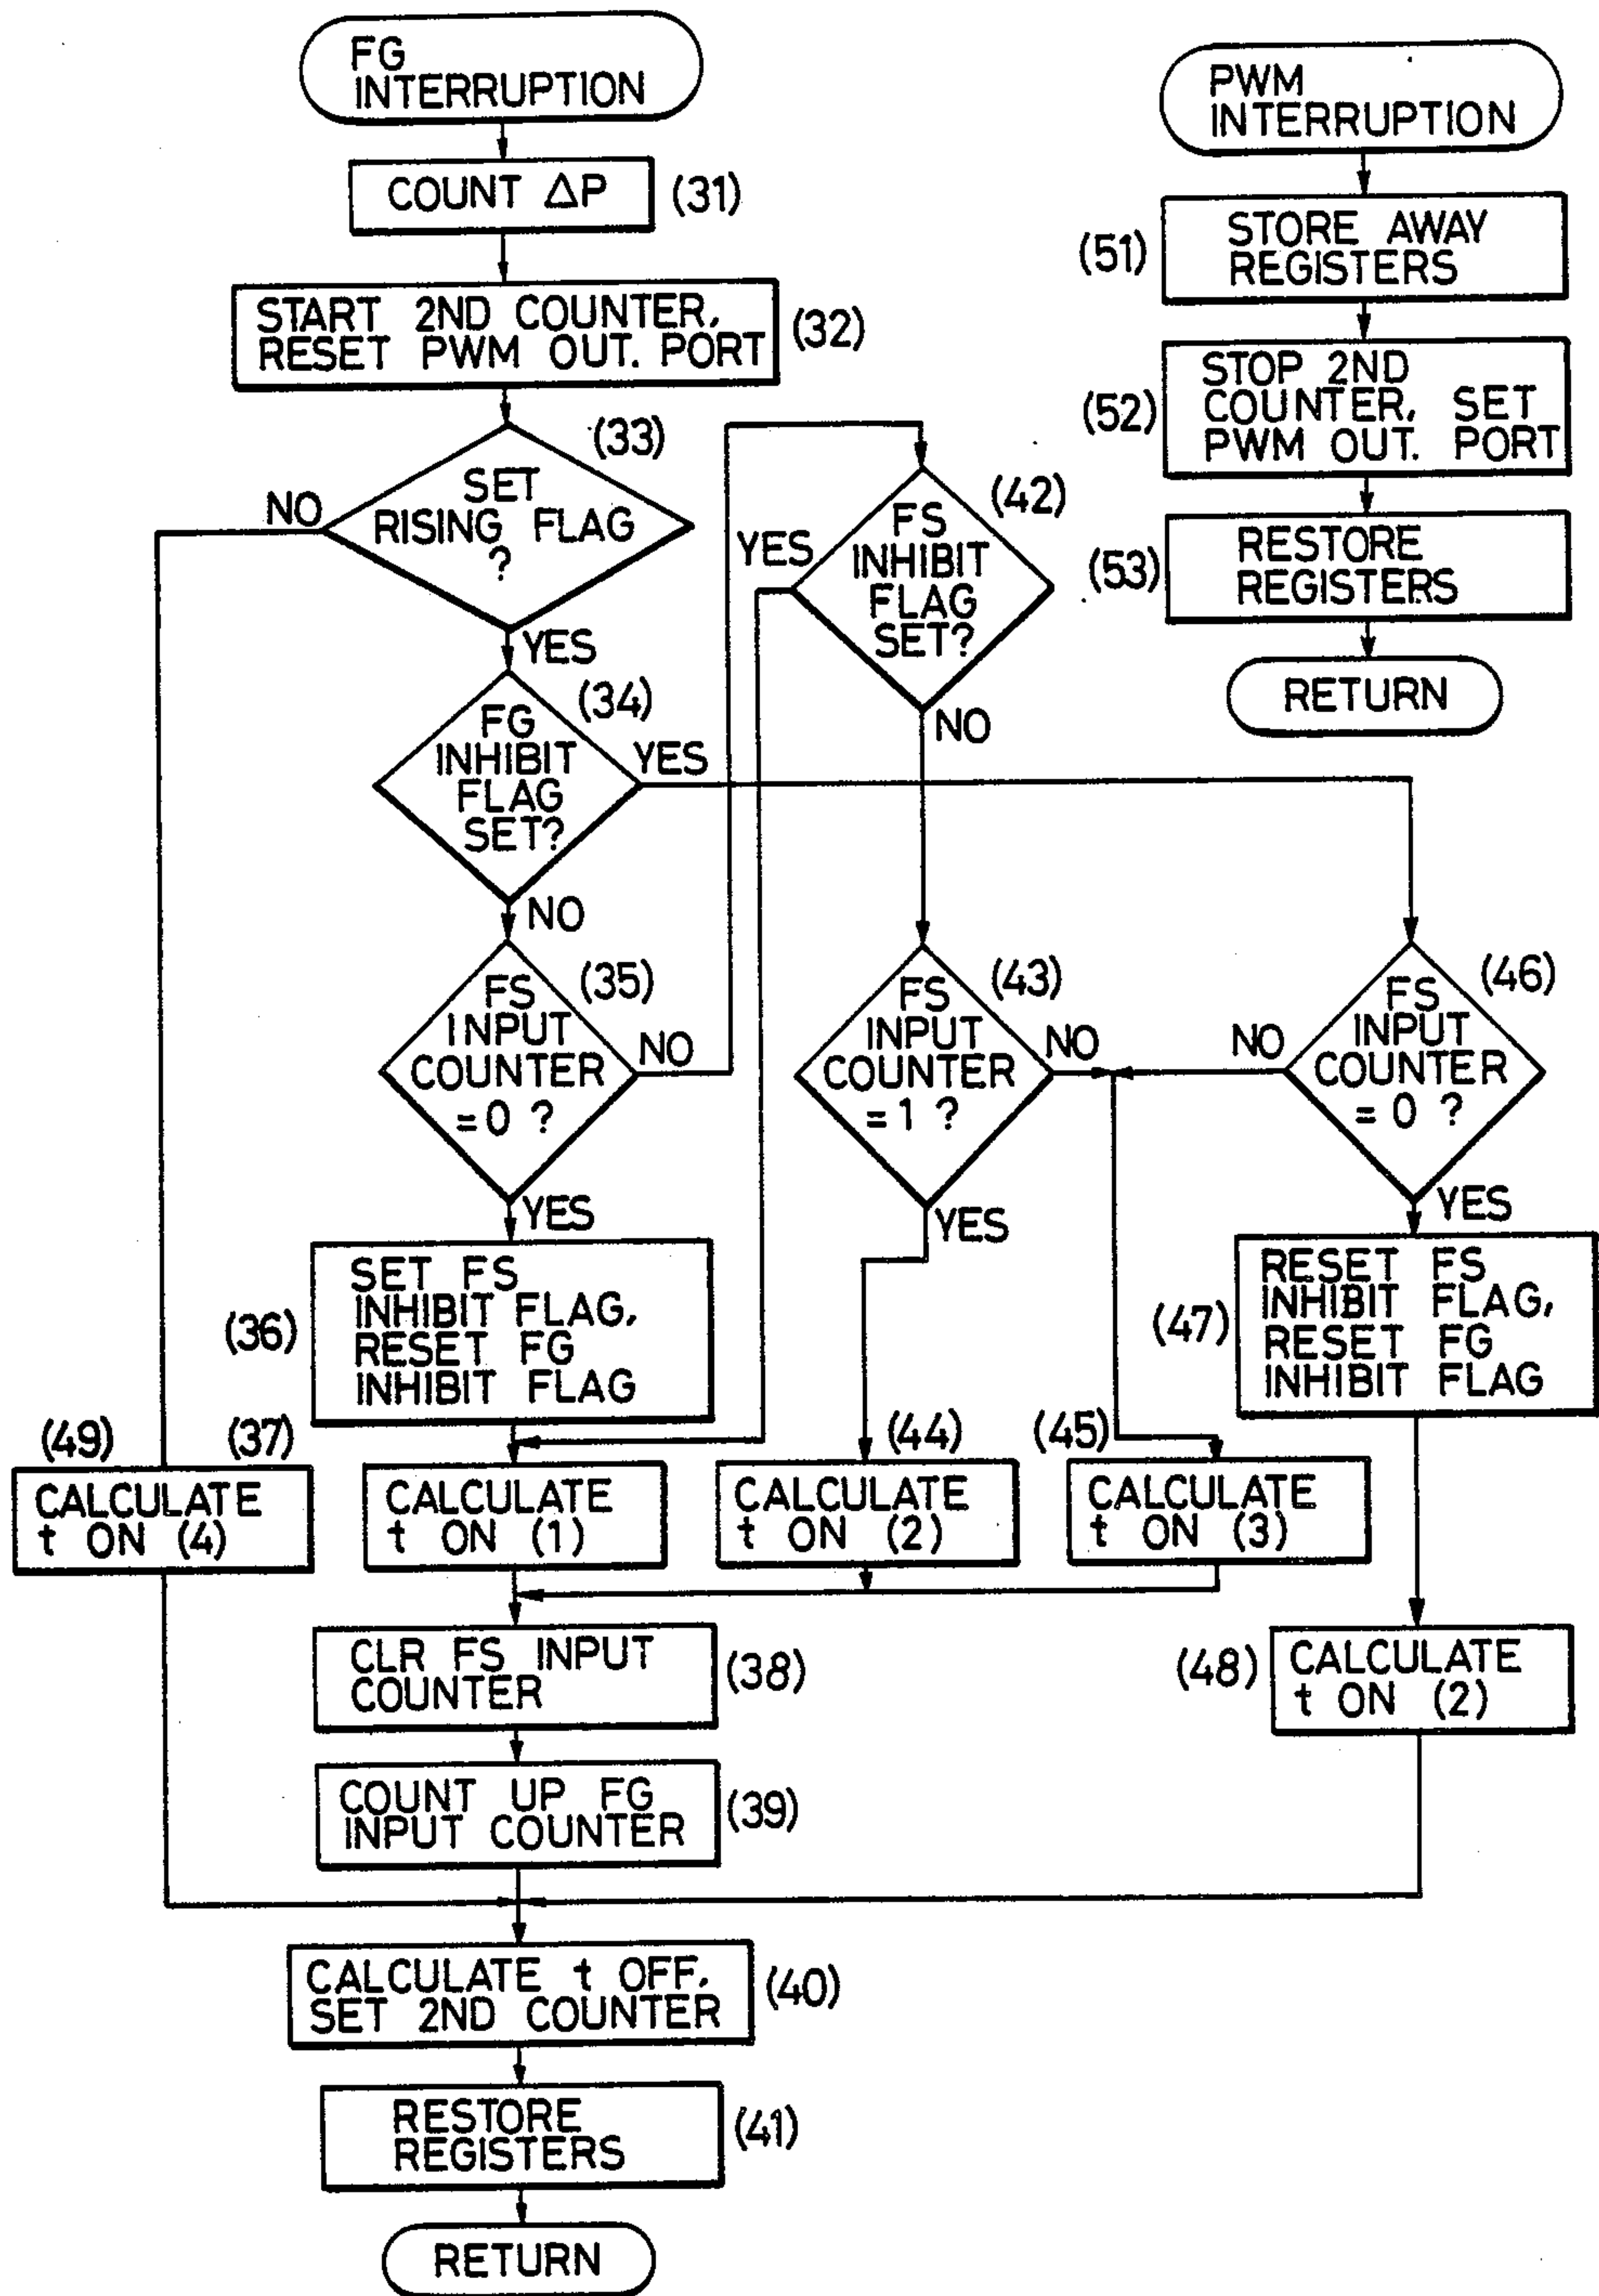 FG
INTERRUPTION
COUNT ΔP
(31)
START 2ND COUNTER,
RESET PWM OUT. PORT
(32)
(33)
SET
RISING FLAG
?
NO
YES
(34)
FG
INHIBIT
FLAG
SET?
YES
NO
(35)
FS
INPUT
COUNTER
=0 ?
NO
YES
(36)
SET FS
INHIBIT FLAG,
RESET FG
INHIBIT FLAG
(49)
CALCULATE
t ON (4)
(37)
CALCULATE
t ON (1)
CLR FS INPUT
COUNTER
(38)
COUNT UP FG
INPUT COUNTER
(39)
CALCULATE t OFF,
SET 2ND COUNTER
(40)
RESTORE
REGISTERS
(41)
RETURN
(42)
FS
INHIBIT
FLAG
SET?
YES
NO
(43)
FS
INPUT
COUNTER
=1 ?
NO
YES
(44)
CALCULATE
t ON (2)
(45)
CALCULATE
t ON (3)
(46)
FS
INPUT
COUNTER
=0 ?
NO
YES
(47)
RESET FS
INHIBIT FLAG,
RESET FG
INHIBIT FLAG
(48)
CALCULATE
t ON (2)
PWM
INTERRUPTION
(51)
STORE AWAY
REGISTERS
(52)
STOP 2ND
COUNTER, SET
PWM OUT. PORT
(53)
RESTORE
REGISTERS
RETURN